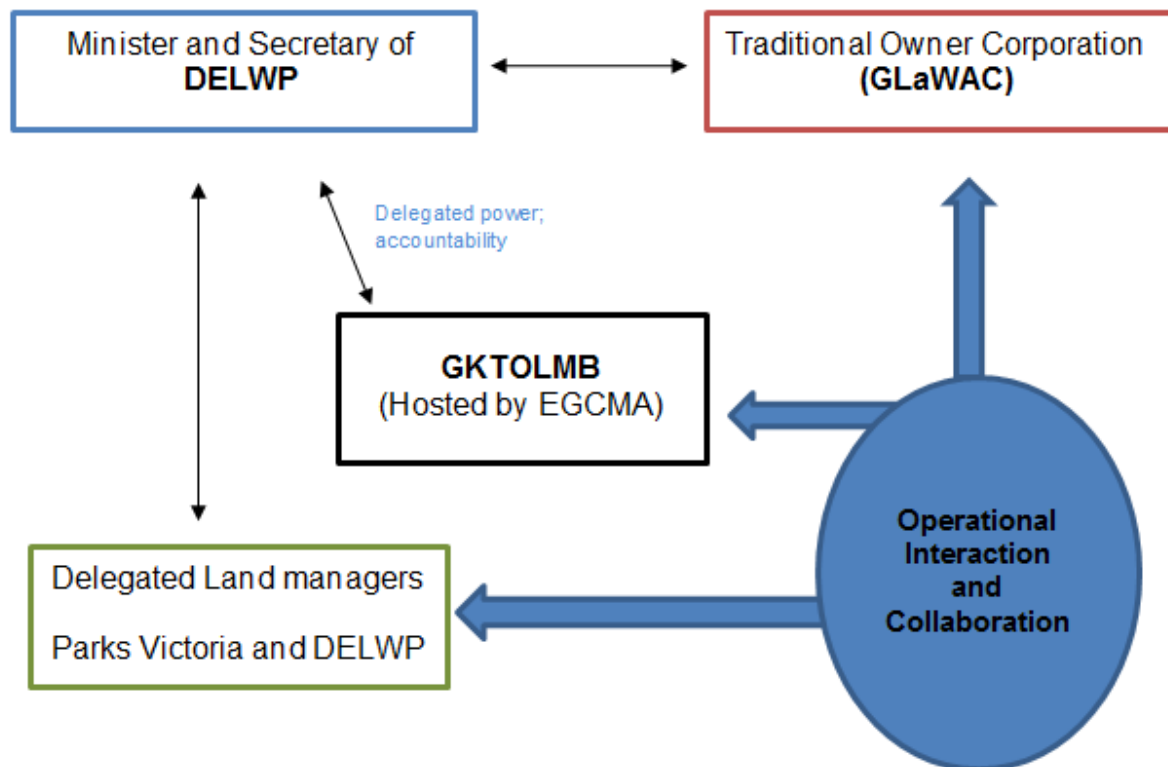 Minister and Secretary of
DELWP
Traditional Owner Corporation
(GLaWAC)
Delegated power;
accountability
GKTOLMB
(Hosted by EGCMA)
Operational
Interaction
and
Collaboration
Delegated Land managers
Parks Victoria and DELWP